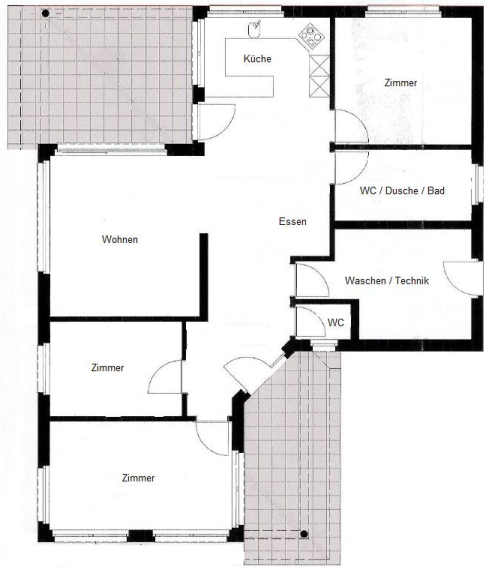 Küche
Zimmer
WC / Dusche / Bad
Essen
Wohnen
Waschen / Technik
WC
Zimmer
Zimmer